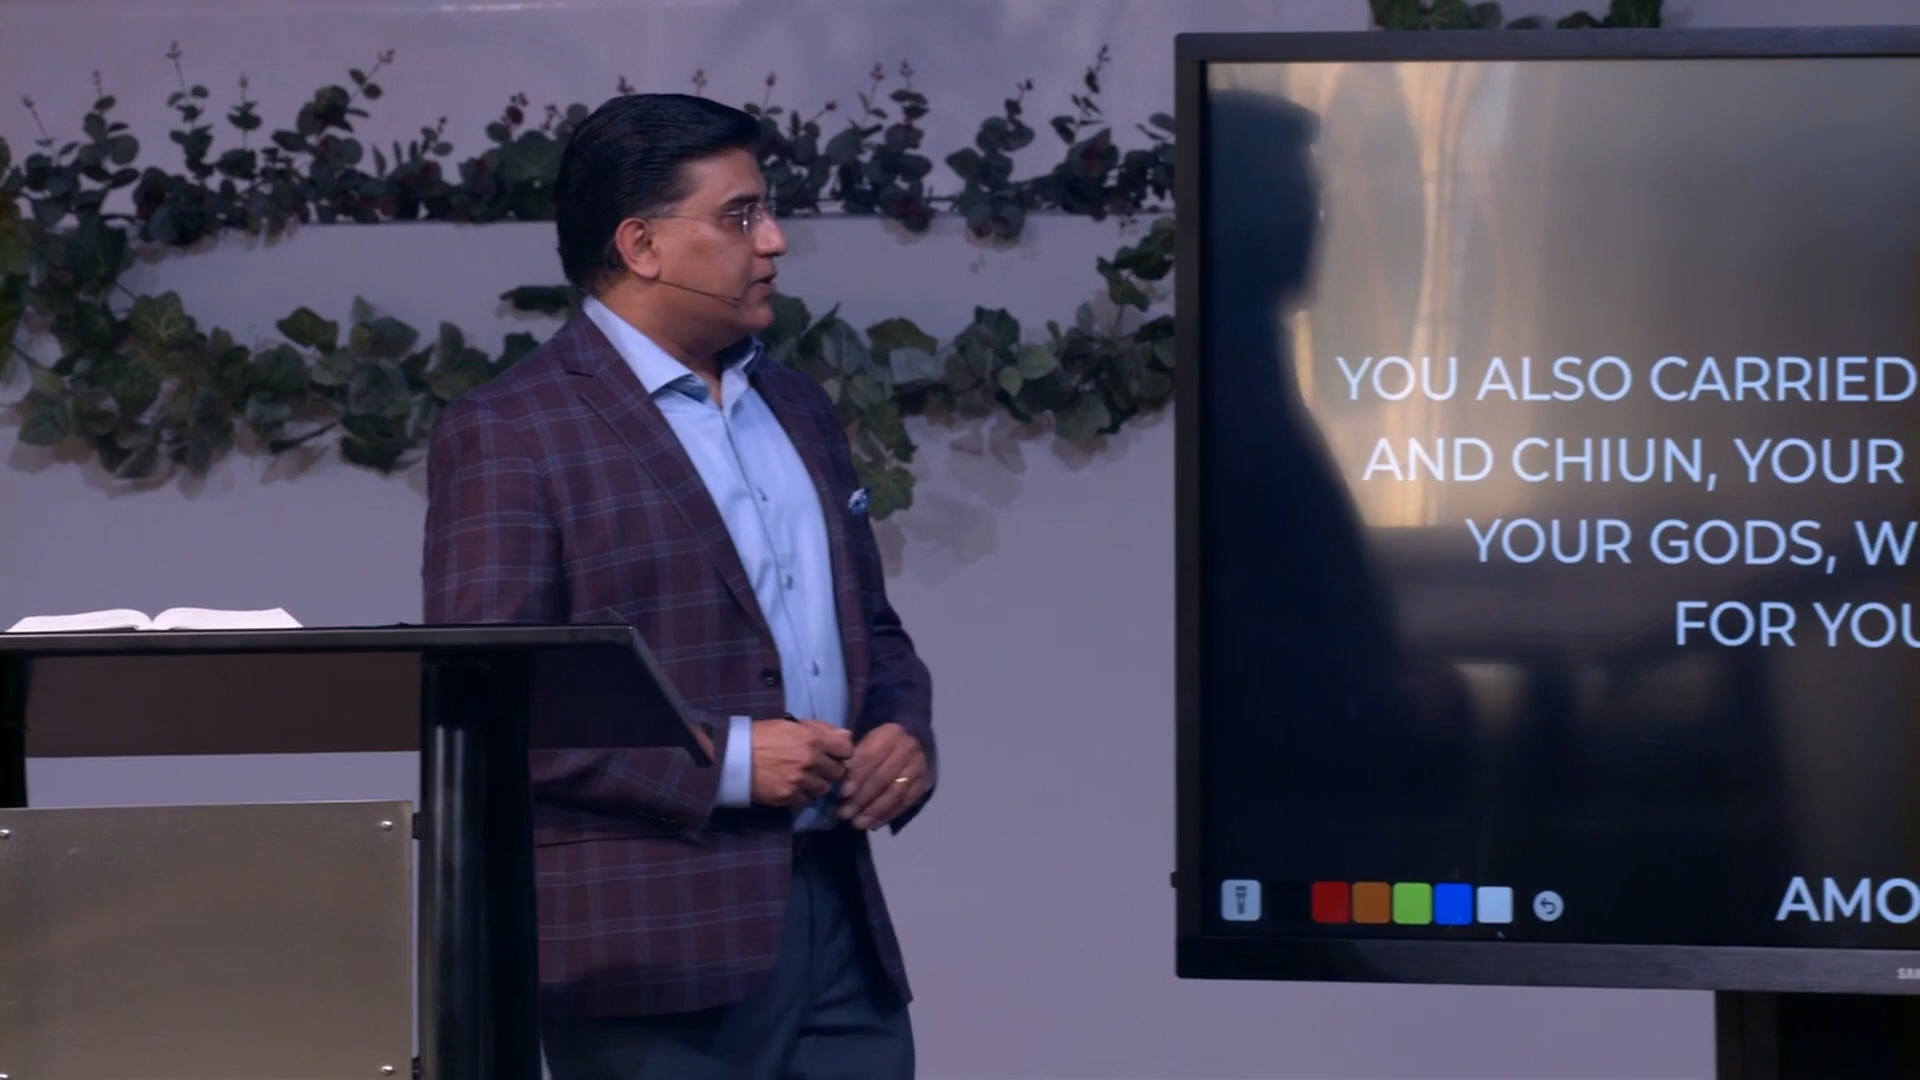 YOU ALSO CARRIED
AND CHIUN, YOUR
YOUR GODS, W
FOR YOU
AMO